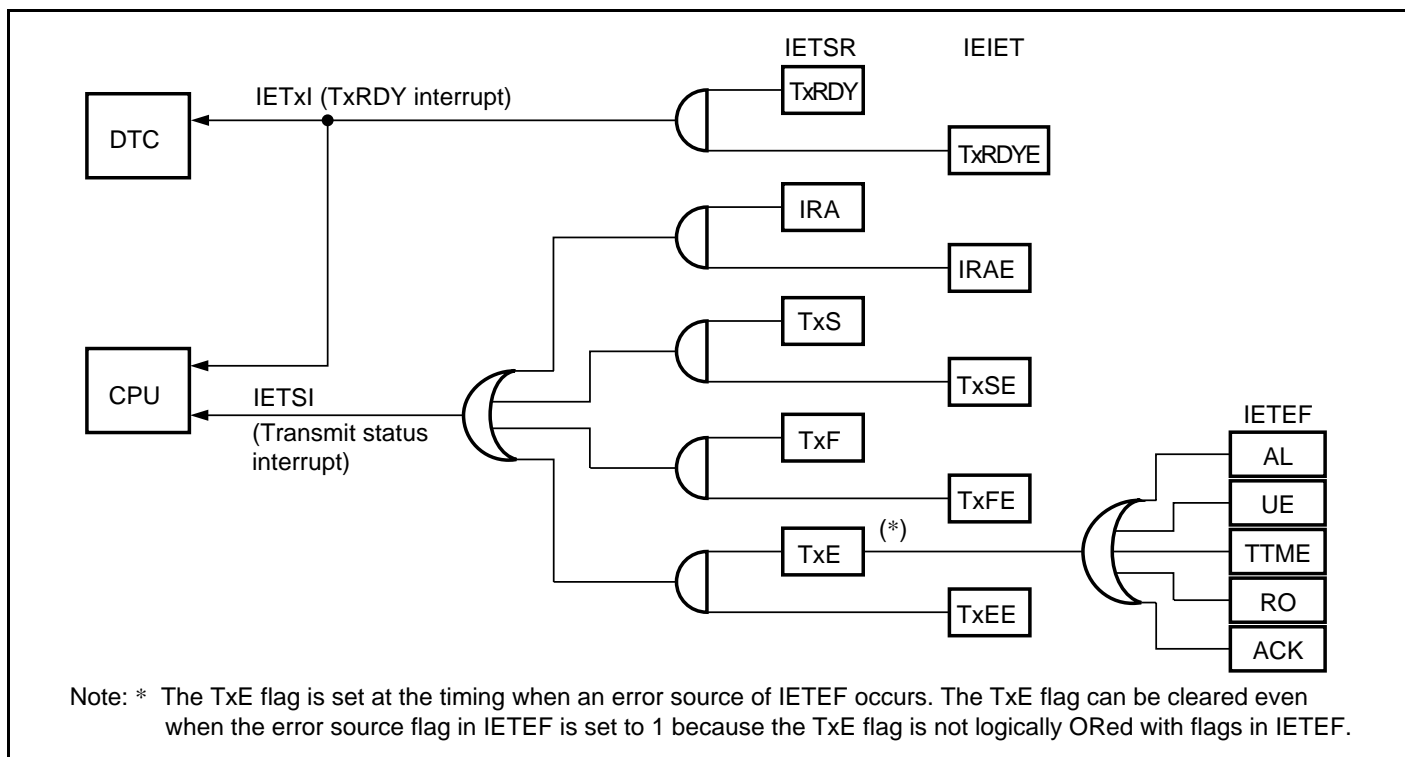 IETSR
IEIET
TxRDY
IETxI (TxRDY interrupt)
DTC
TxRDYE
IRA
IRAE
TxS
CPU
TxSE
IETSI
(Transmit status
interrupt)
TxF
TxFE
IETEF
AL
UE
(*)
TxE
TTME
RO
TxEE
ACK
Note: * The TxE flag is set at the timing when an error source of IETEF occurs. The TxE flag can be cleared even
when the error source flag in IETEF is set to 1 because the TxE flag is not logically ORed with flags in IETEF.